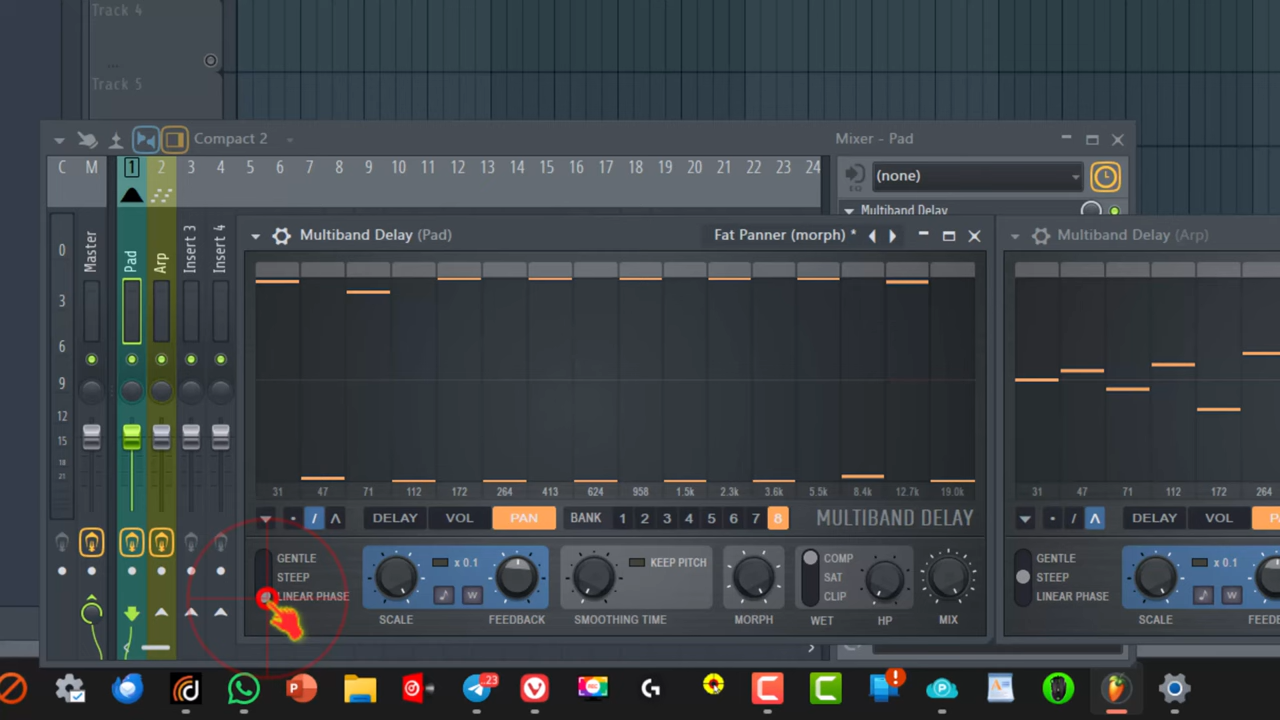 Track 4
...
Track 5
Compact 2
Mixer - Pad
C M 1 2 3 4 5 6 7 8 9 10 11 12 13 14 15 16 17 18 19 20 21 22 23 24
(none)
Multiband Delay
Master
Pad
Arp
Insert 3
Insert 4
0
3
6
9
12
15
18
21
Multiband Delay (Pad)
Fat Panner (morph) *
Multiband Delay (Arp)
31 47 71 112 172 264 413 624 958 1.5k 2.3k 3.6k 5.5k 8.4k 12.7k 19.0k
31 47 71 112 172 264
DELAY VOL PAN BANK 1 2 3 4 5 6 7 8 MULTIBAND DELAY
DELAY VOL
GENTLE
STEEP
LINEAR PHASE
x 0.1
W
SCALE
FEEDBACK
KEEP PITCH
SMOOTHING TIME
MORPH
COMP
SAT
CLIP
WET
HP
MIX
GENTLE
STEEP
LINEAR PHASE
x 0.1
W
SCALE
23